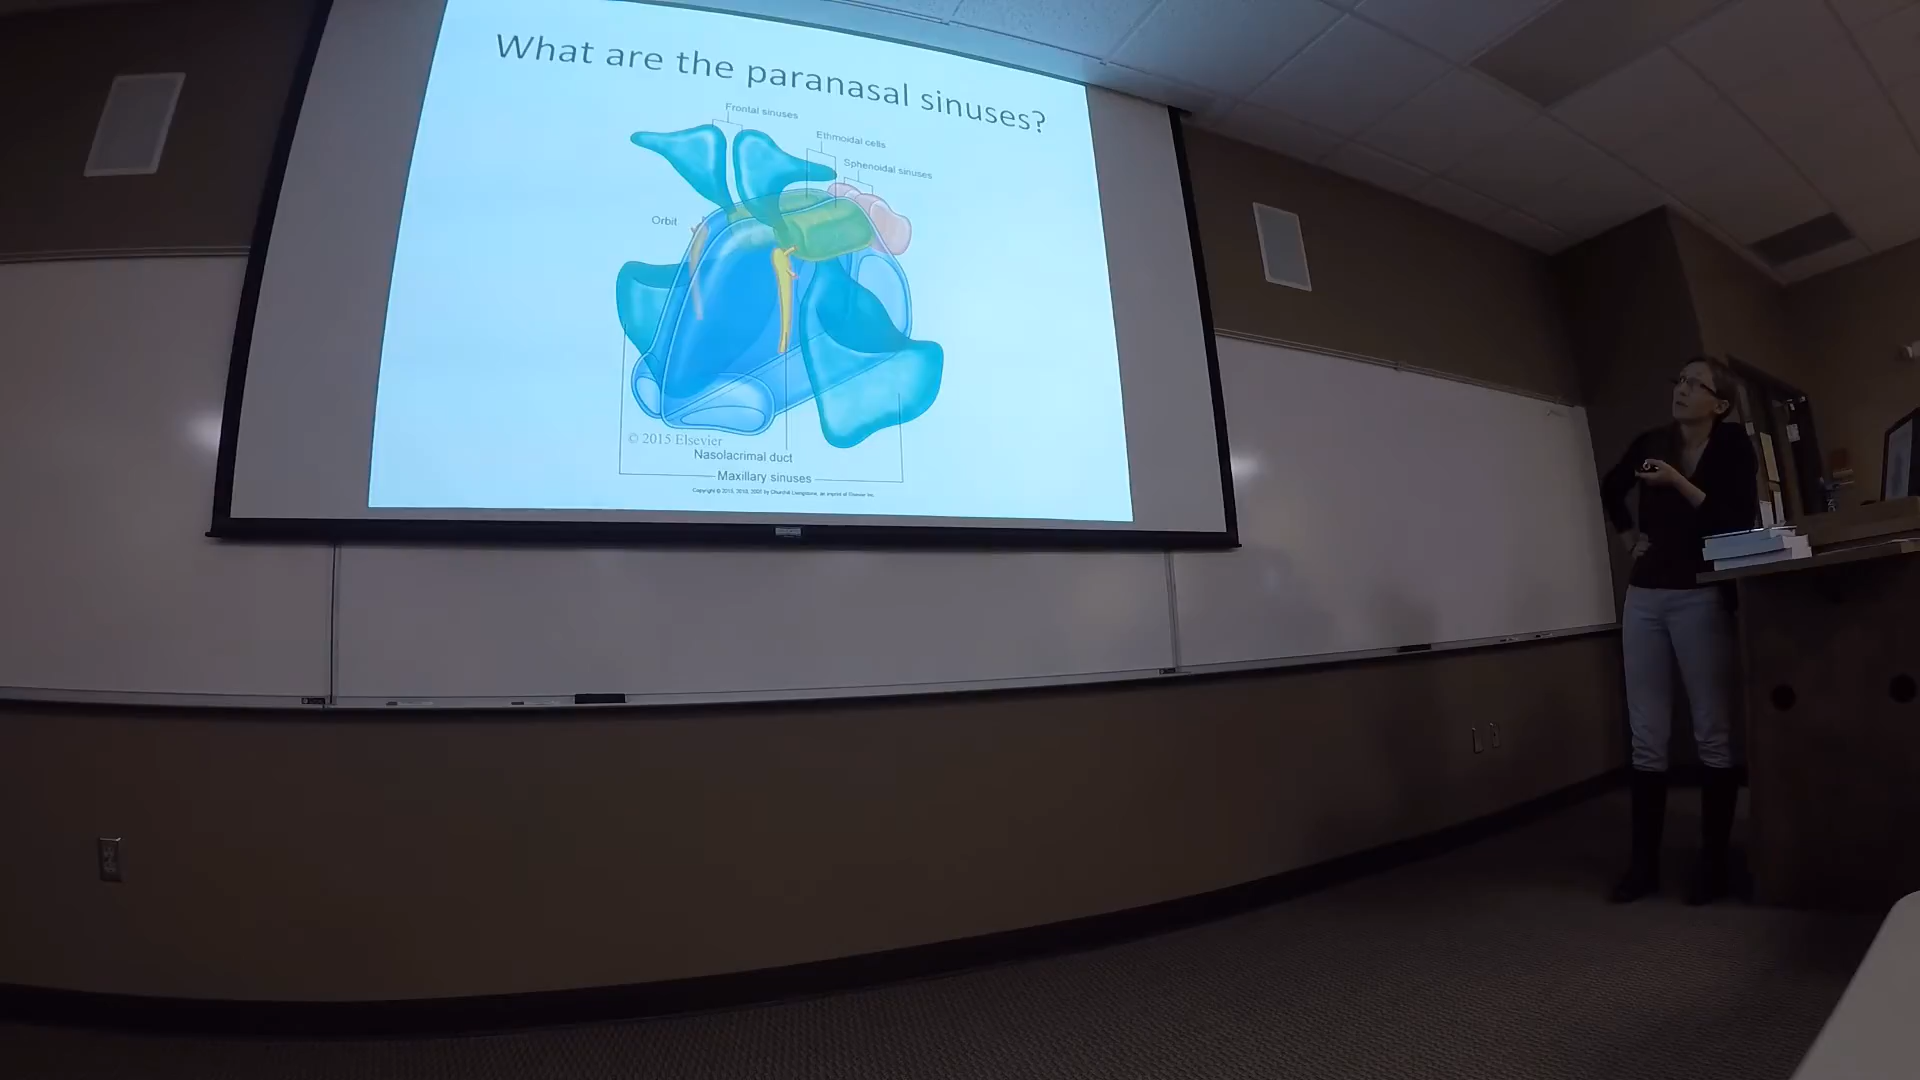 What are the paranasal sinuses?
Frontal sinuses
Ethmoidal cells
Sphenoidal sinuses
Orbit
© 2015 Elsevier
Nasolacrimal duct
Maxillary sinuses